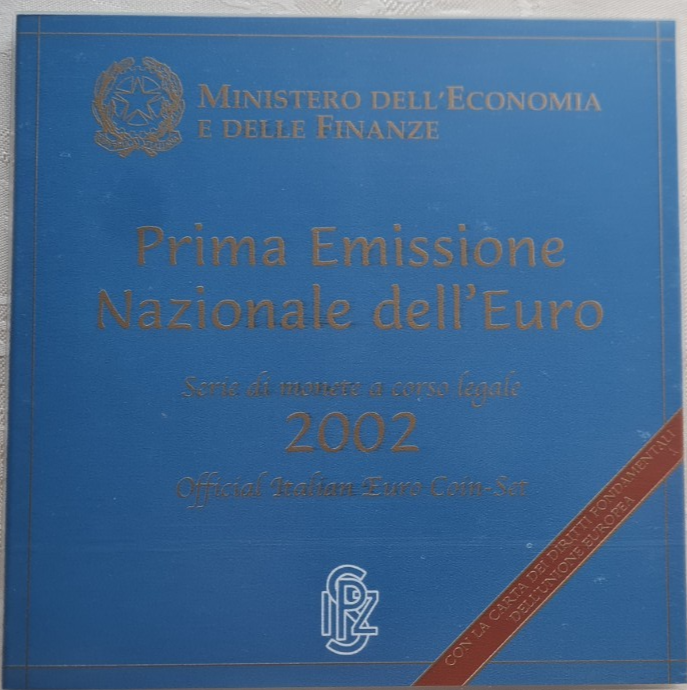 MINISTERO DELL'ECONOMIA
E DELLE FINANZE
Prima Emissione
Nazionale dell'Euro
Serie di monete a corso legale
2002
Official Italian Euro Coin-Set
CON LA CARTA DEI DIRITTI FONDAMENTALI
DELL'UNIONE EUROPEA
IPZS